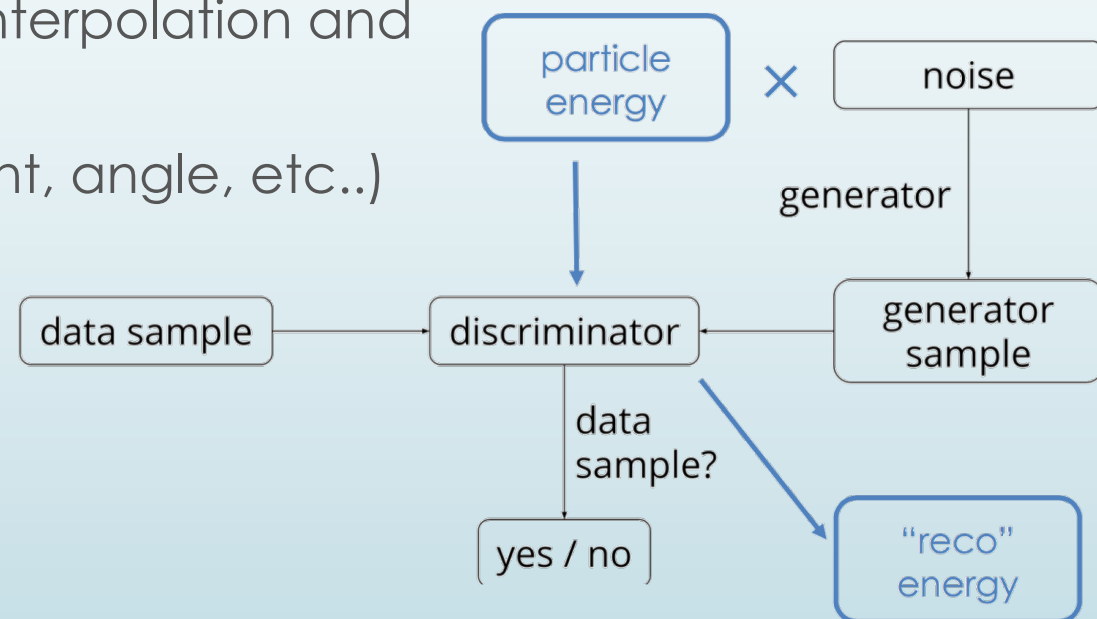 nterpolation and
nt, angle, etc..)
particle
energy
×
noise
generator
data sample
discriminator
generator
sample
data
sample?
yes / no
“reco”
energy